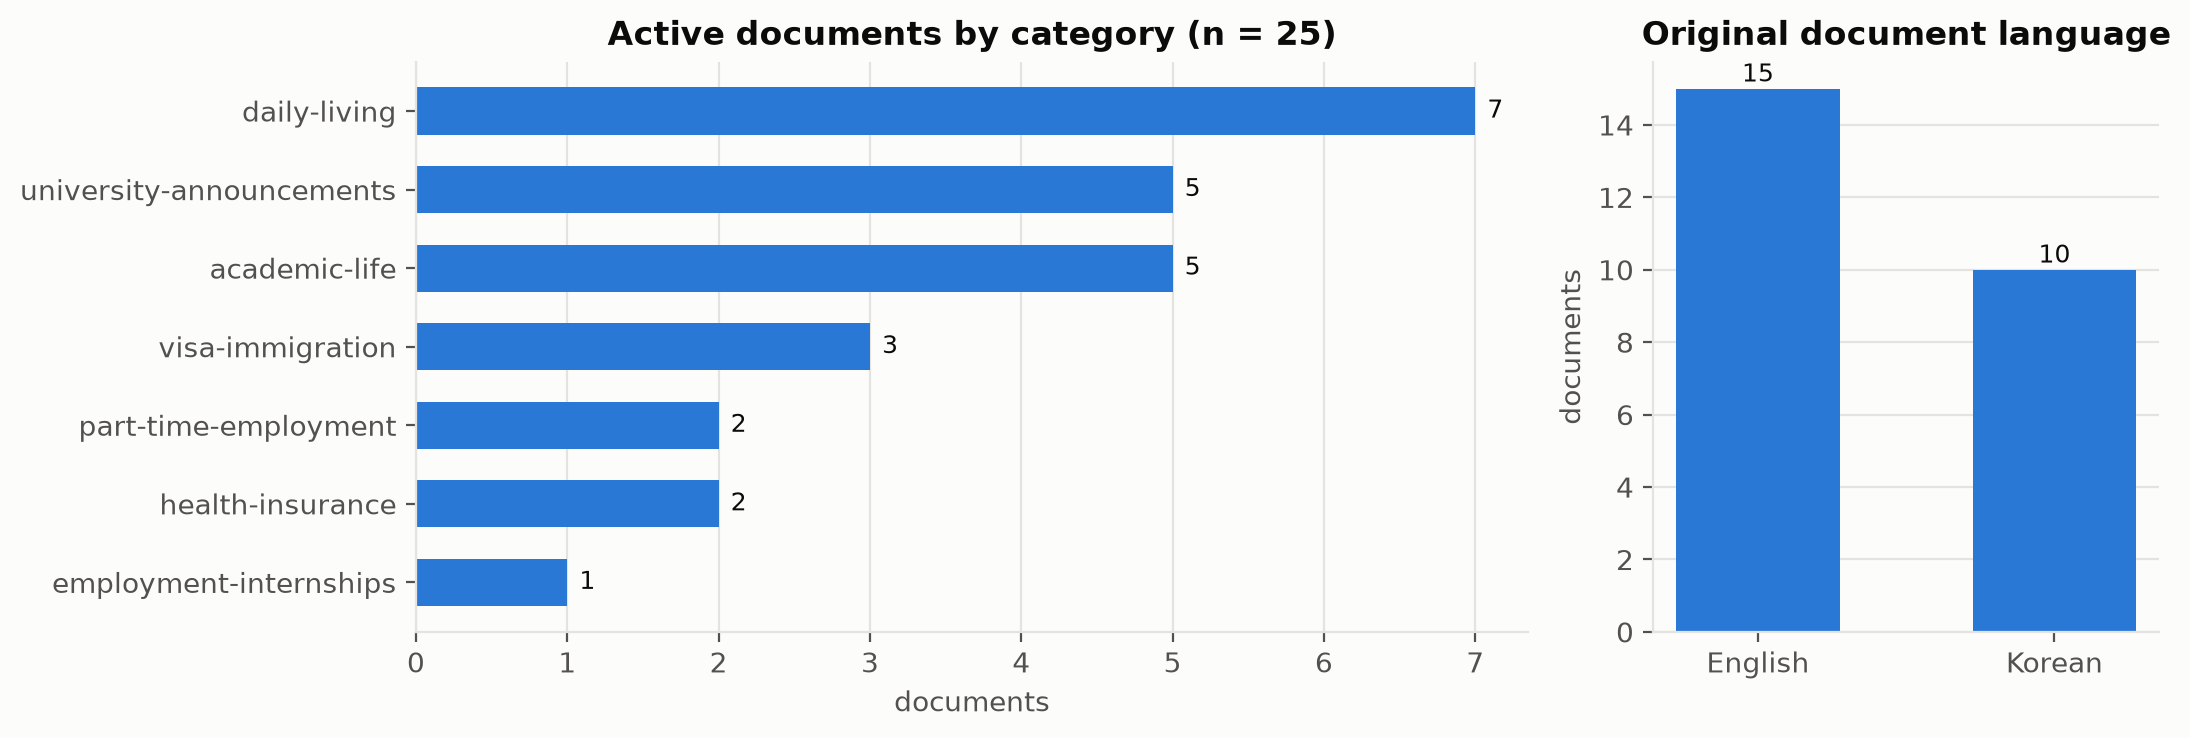 Active documents by category (n = 25)
daily-living
7
university-announcements
5
academic-life
5
visa-immigration
3
part-time-employment
2
health-insurance
2
employment-internships
1
0 1 2 3 4 5 6 7
documents
Original document language
documents
14
12
10
8
6
4
2
0
15
10
English Korean